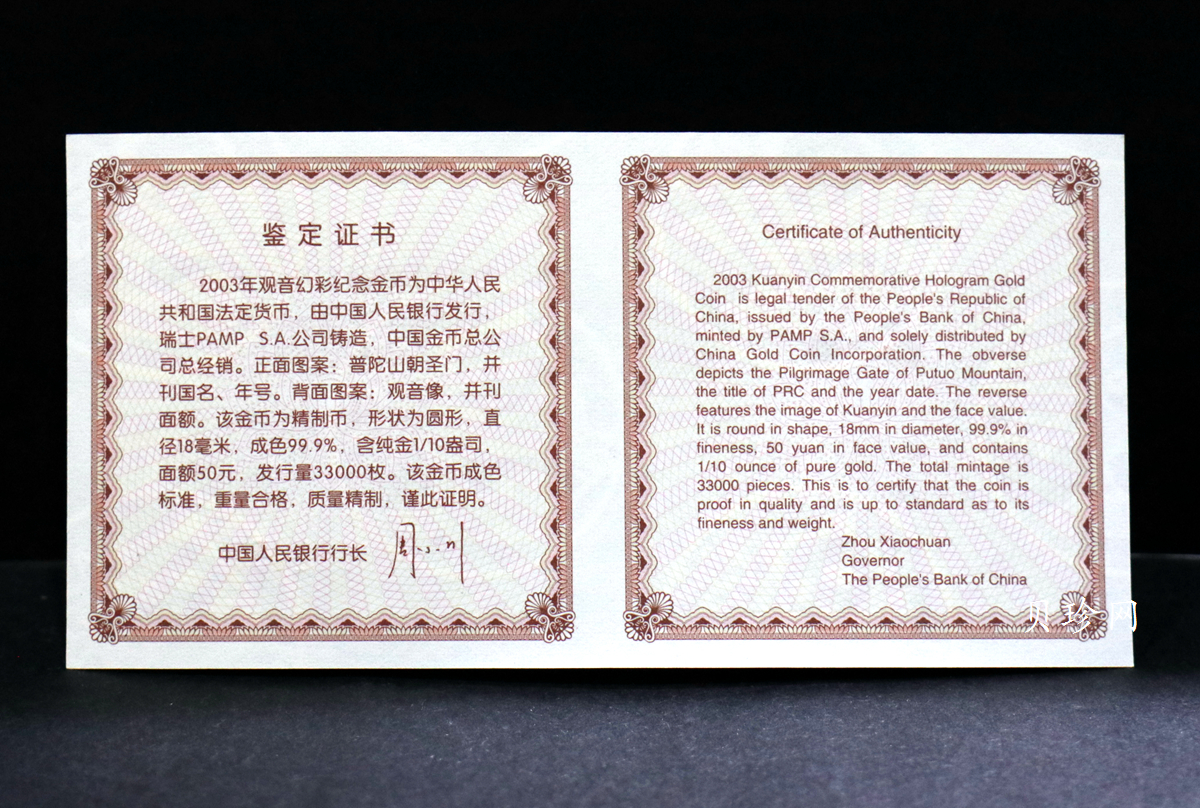 鉴定证书
2003年观音幻彩纪念金币为中华人民
共和国法定货币，由中国人民银行发行，
瑞士PAMP S.A.公司铸造，中国金币总公
司总经销。正面图案：普陀山朝圣门，并
刊国名、年号。背面图案：观音像，并刊
面额。该金币为精制币，形状为圆形，直
径18毫米，成色99.9%，含纯金1/10盎司，
面额50元，发行量33000枚。该金币成色
标准，重量合格，质量精制，谨此证明。
中国人民银行行长 周小川
Certificate of Authenticity
2003 Kuanyin Commemorative Hologram Gold
Coin is legal tender of the People's Republic of
China, issued by the People's Bank of China,
minted by PAMP S.A., and solely distributed by
China Gold Coin Incorporation. The obverse
depicts the Pilgrimage Gate of Putuo Mountain,
the title of PRC and the year date. The reverse
features the image of Kuanyin and the face value.
It is round in shape, 18mm in diameter, 99.9% in
fineness, 50 yuan in face value, and contains
1/10 ounce of pure gold. The total mintage is
33000 pieces. This is to certify that the coin is
proof in quality and is up to standard as to its
fineness and weight.
Zhou Xiaochuan
Governor
The People's Bank of China
贝珍网